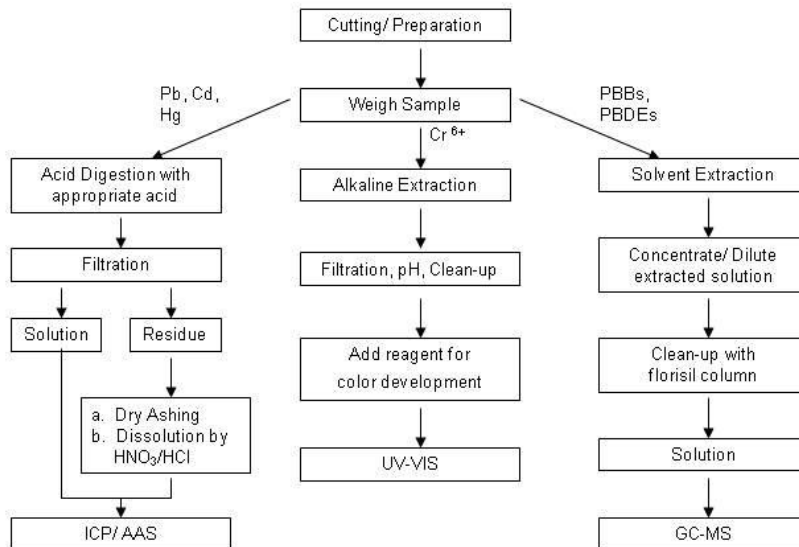 Cutting/ Preparation
Weigh Sample
Pb, Cd,
Hg
Cr 6+
PBBs,
PBDEs
Acid Digestion with
appropriate acid
Filtration
Solution
Residue
a. Dry Ashing
b. Dissolution by
HNO3/HCl
ICP/ AAS
Alkaline Extraction
Filtration, pH, Clean-up
Add reagent for
color development
UV-VIS
Solvent Extraction
Concentrate/ Dilute
extracted solution
Clean-up with
florisil column
Solution
GC-MS